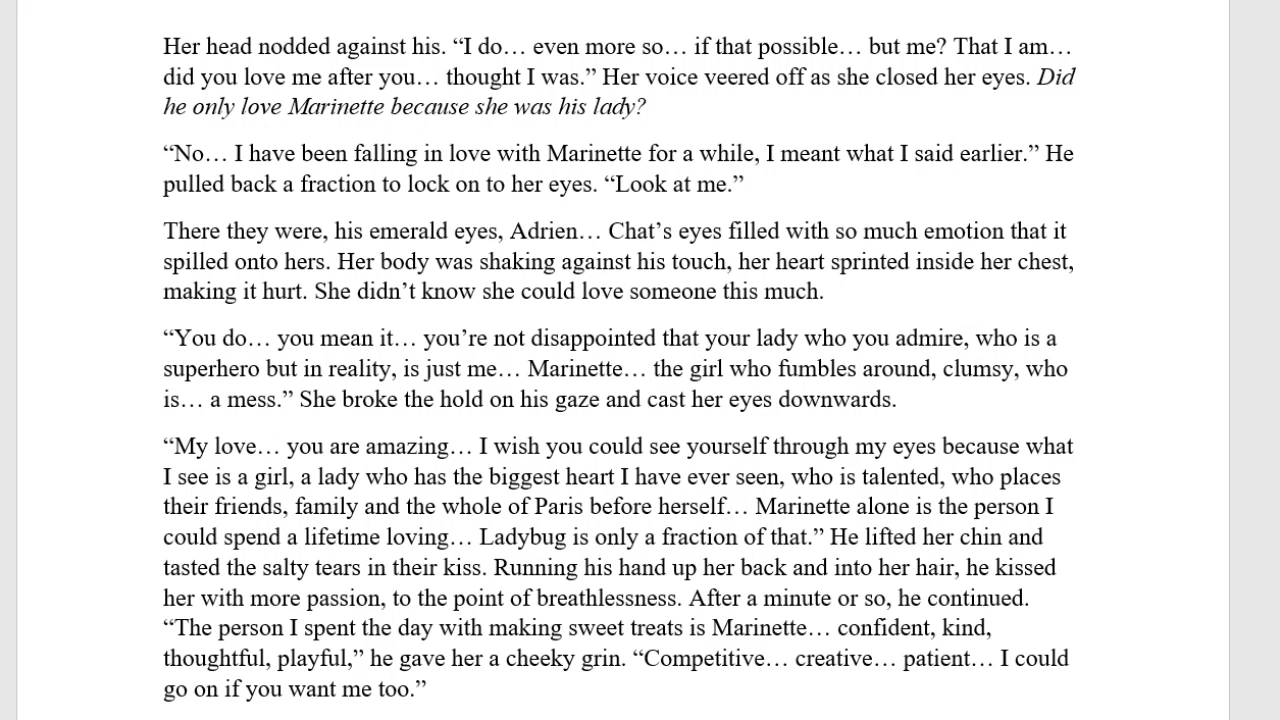 Her head nodded against his. “I do… even more so… if that possible… but me? That I am…
did you love me after you… thought I was.” Her voice veered off as she closed her eyes. Did
he only love Marinette because she was his lady?
“No… I have been falling in love with Marinette for a while, I meant what I said earlier.” He
pulled back a fraction to lock on to her eyes. “Look at me.”
There they were, his emerald eyes, Adrien… Chat’s eyes filled with so much emotion that it
spilled onto hers. Her body was shaking against his touch, her heart sprinted inside her chest,
making it hurt. She didn’t know she could love someone this much.
“You do… you mean it… you’re not disappointed that your lady who you admire, who is a
superhero but in reality, is just me… Marinette… the girl who fumbles around, clumsy, who
is… a mess.” She broke the hold on his gaze and cast her eyes downwards.
“My love… you are amazing… I wish you could see yourself through my eyes because what
I see is a girl, a lady who has the biggest heart I have ever seen, who is talented, who places
their friends, family and the whole of Paris before herself… Marinette alone is the person I
could spend a lifetime loving… Ladybug is only a fraction of that.” He lifted her chin and
tasted the salty tears in their kiss. Running his hand up her back and into her hair, he kissed
her with more passion, to the point of breathlessness. After a minute or so, he continued.
“The person I spent the day with making sweet treats is Marinette… confident, kind,
thoughtful, playful,” he gave her a cheeky grin. “Competitive… creative… patient… I could
go on if you want me too.”